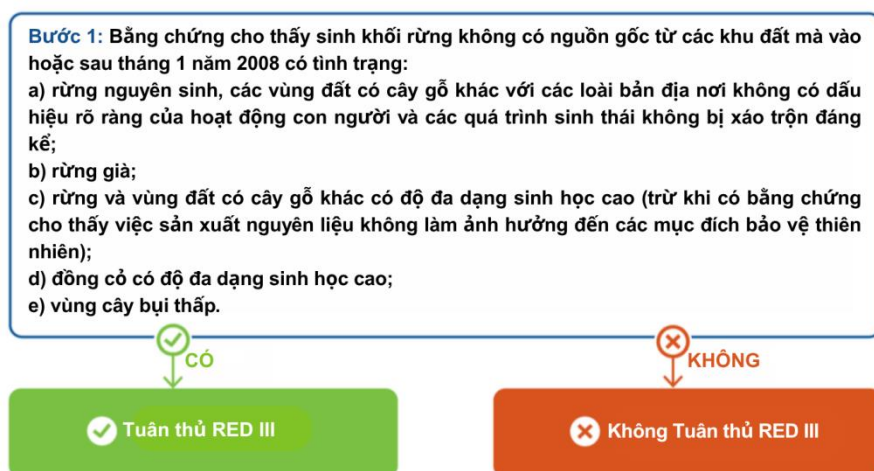 Bước 1: Bằng chứng cho thấy sinh khối rừng không có nguồn gốc từ các khu đất mà vào
hoặc sau tháng 1 năm 2008 có tình trạng:
a) rừng nguyên sinh, các vùng đất có cây gỗ khác với các loài bản địa nơi không có dấu
hiệu rõ ràng của hoạt động con người và các quá trình sinh thái không bị xáo trộn đáng
kể;
b) rừng già;
c) rừng và vùng đất có cây gỗ khác có độ đa dạng sinh học cao (trừ khi có bằng chứng
cho thấy việc sản xuất nguyên liệu không làm ảnh hưởng đến các mục đích bảo vệ thiên
nhiên);
d) đồng cỏ có độ đa dạng sinh học cao;
e) vùng cây bụi thấp.
CÓ
KHÔNG
Tuân thủ RED III
Không Tuân thủ RED III